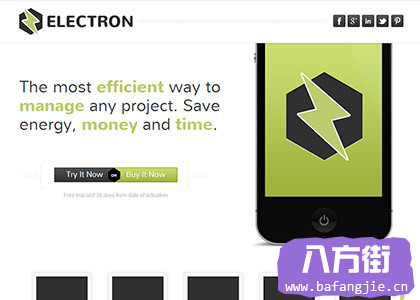 ELECTRON
The most efficient way to
manage any project. Save
energy, money and time.
Try It Now OR Buy It Now
Free trial last 30 days from date of activation
八方街
www.bafangjie.cn